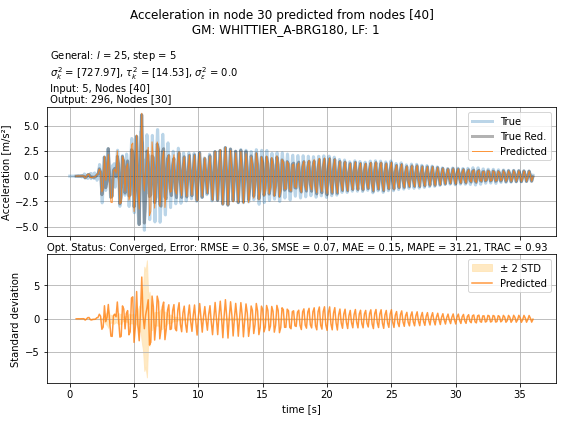 Acceleration in node 30 predicted from nodes [40]
GM: WHITTIER_A-BRG180, LF: 1
General: l = 25, step = 5
σ²ₖ = [727.97], τ²ₖ = [14.53], σ²ε = 0.0
Input: 5, Nodes [40]
Output: 296, Nodes [30]
True
True Red.
Predicted
5.0
2.5
0.0
−2.5
−5.0
Acceleration [m/s²]
Opt. Status: Converged, Error: RMSE = 0.36, SMSE = 0.07, MAE = 0.15, MAPE = 31.21, TRAC = 0.93
± 2 STD
Predicted
5
0
−5
Standard deviation
0 5 10 15 20 25 30 35
time [s]